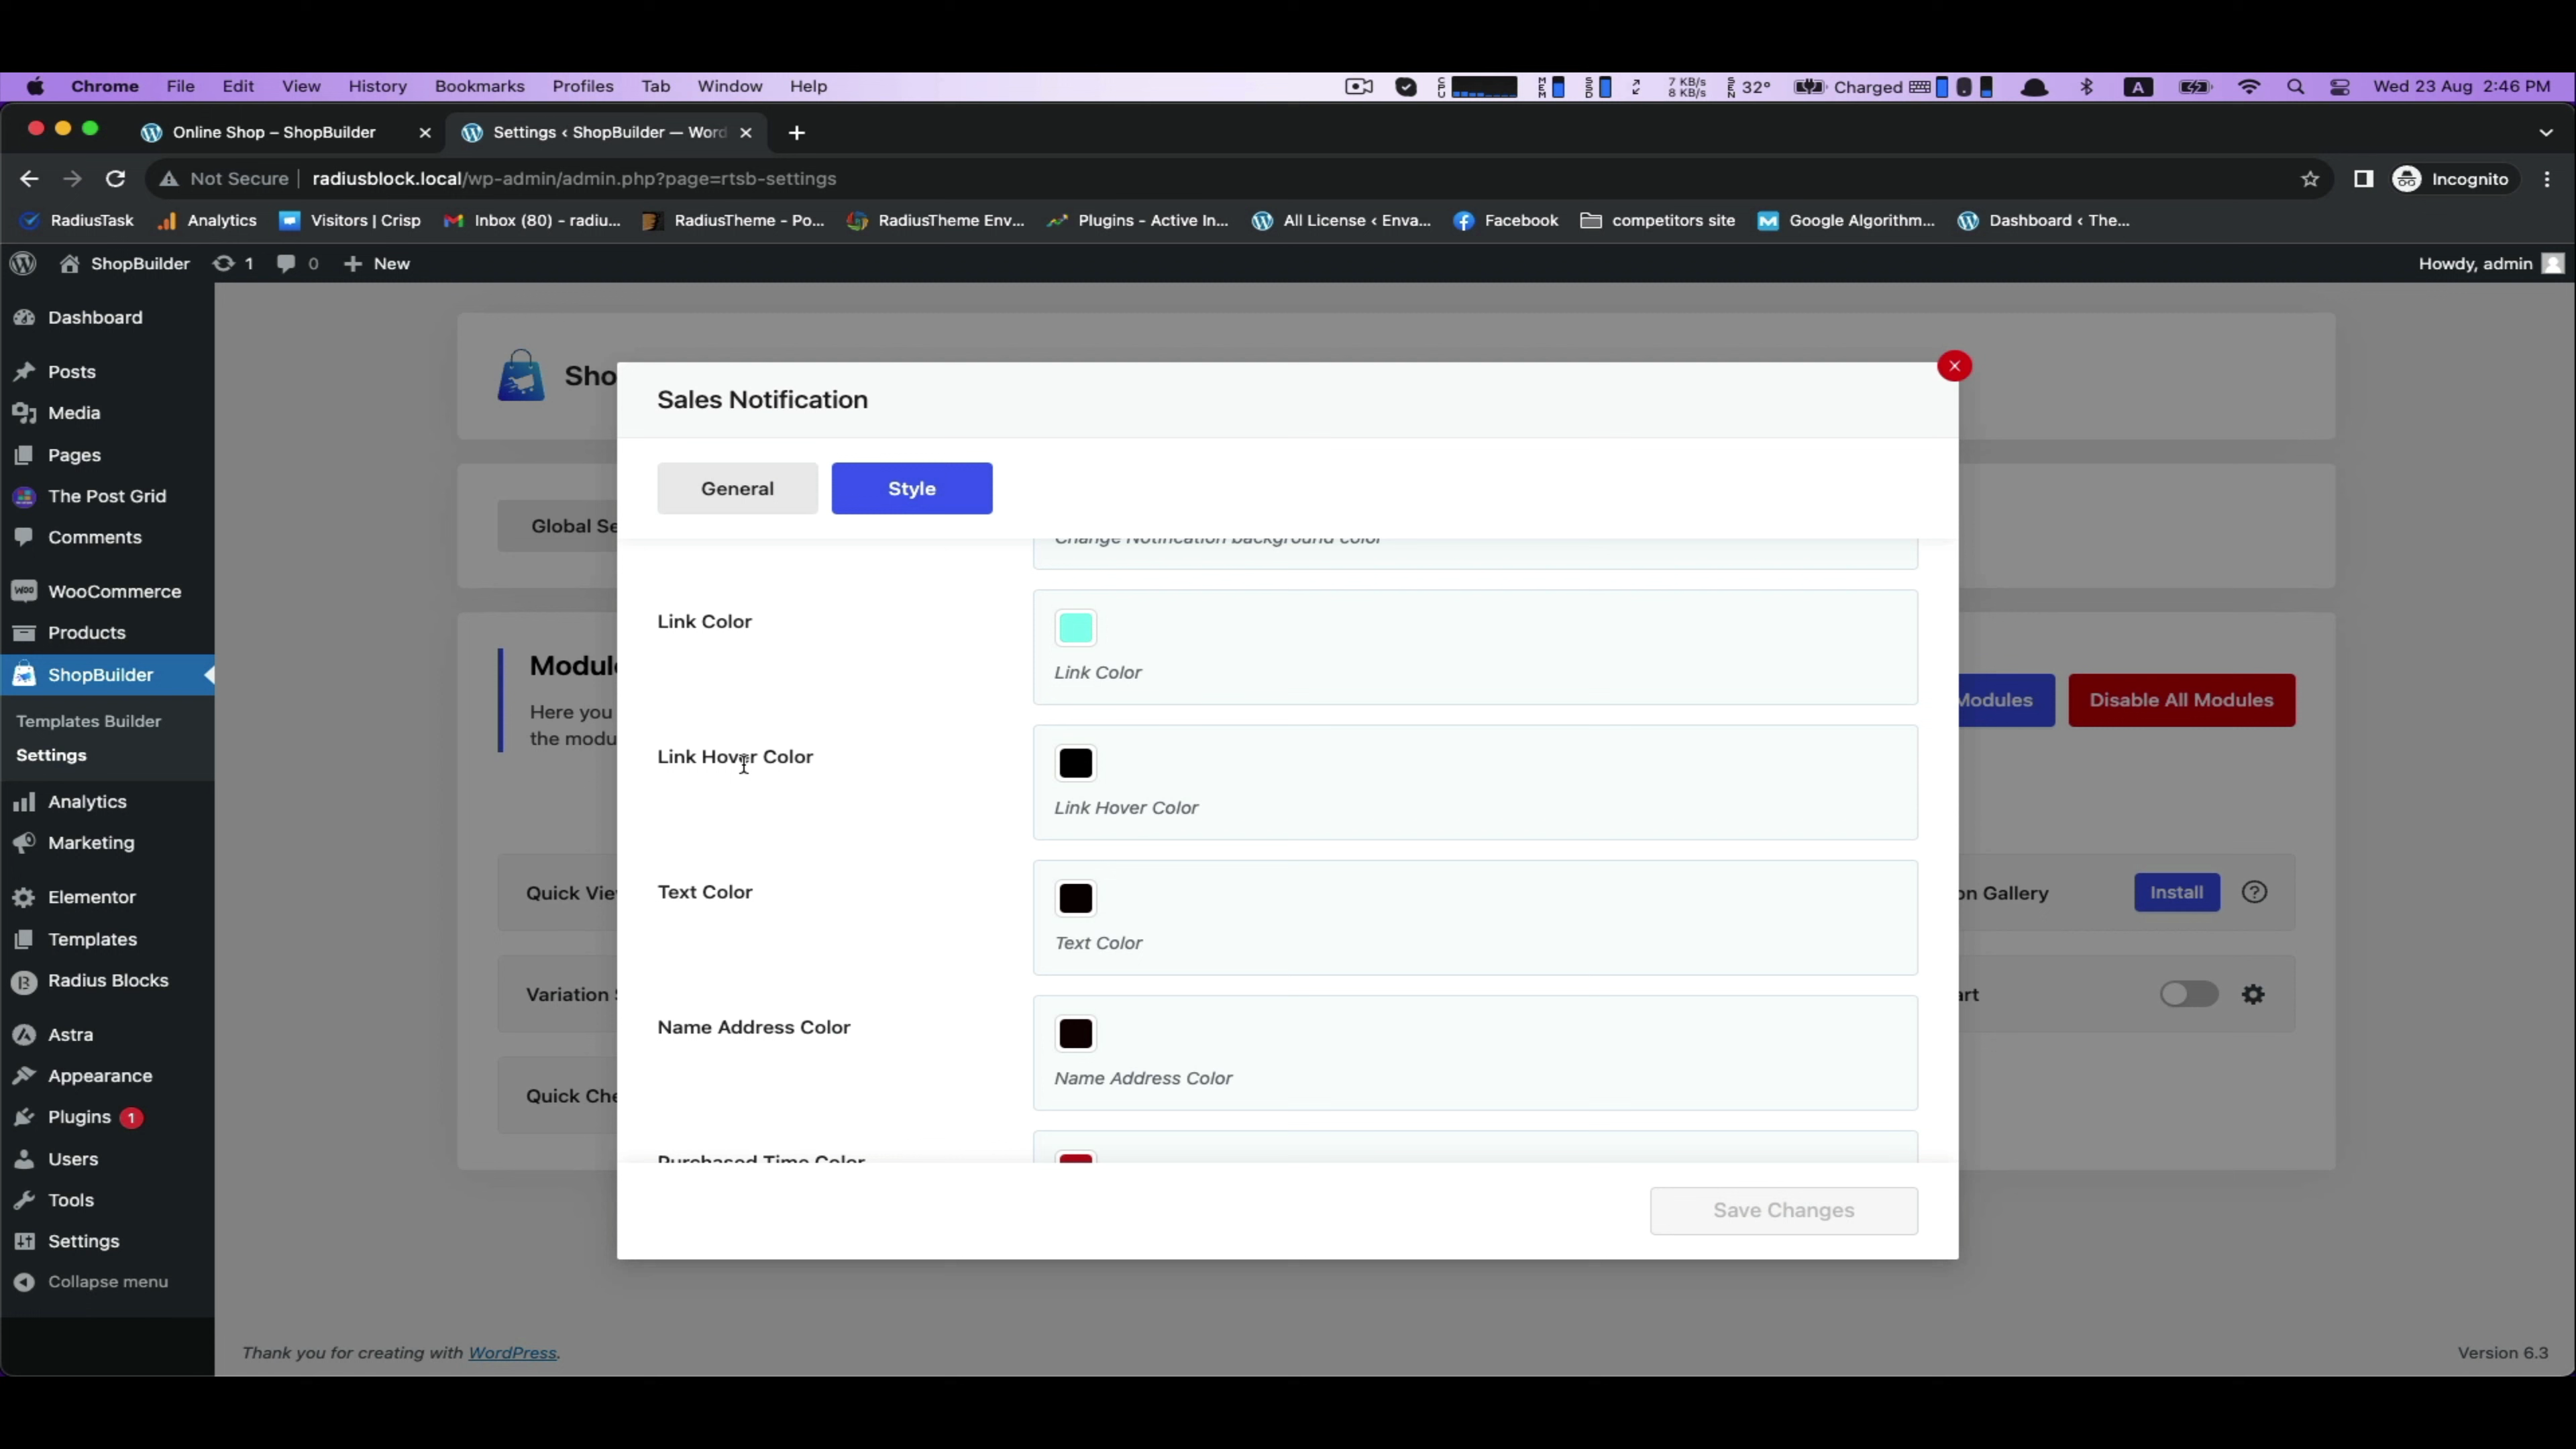 Chrome File Edit View History Bookmarks Profiles Tab Window Help
7 KB/s
8 KB/s
32° Charged A Wed 23 Aug 2:46 PM
Online Shop – ShopBuilder
Settings ‹ ShopBuilder — Word
Not Secure radiusblock.local/wp-admin/admin.php?page=rtsb-settings Incognito
RadiusTask Analytics Visitors | Crisp Inbox (80) – radiu... RadiusTheme - Po... RadiusTheme Env... Plugins - Active In... All License ‹ Enva... Facebook competitors site Google Algorithm... Dashboard ‹ The...
ShopBuilder 1 0 New Howdy, admin
Dashboard
Posts
Media
Pages
The Post Grid
Comments
WooCommerce
Products
ShopBuilder
Templates Builder
Settings
Analytics
Marketing
Elementor
Templates
Radius Blocks
Astra
Appearance
Plugins 1
Users
Tools
Settings
Collapse menu
Sho
Global Se
Module
Here you
the modu
Quick Vie
Variation S
Quick Che
Sales Notification
General Style
Change Notification background color
Link Color
Link Color
Link Hover Color
Link Hover Color
Text Color
Text Color
Name Address Color
Name Address Color
Purchased Time Color
Save Changes
Modules Disable All Modules
on Gallery Install
art
Thank you for creating with WordPress.
Version 6.3